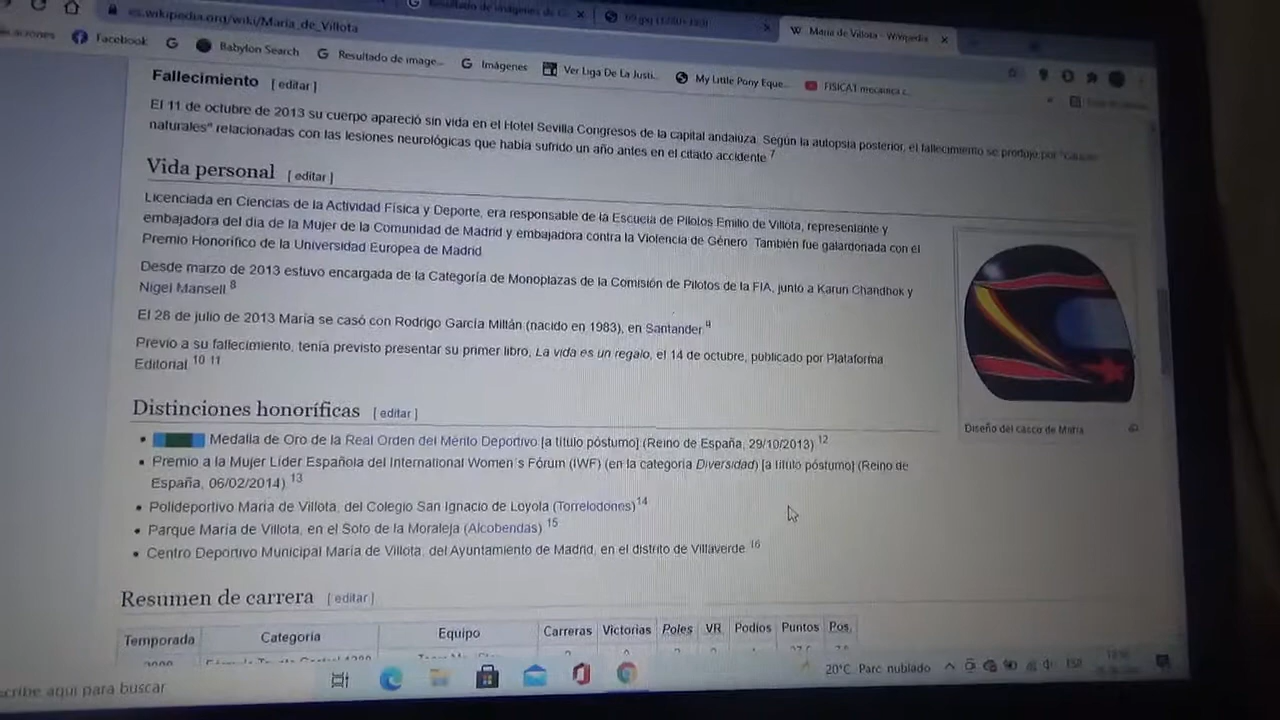 es.wikipedia.org/wiki/María_de_Villota
Resultado de imágenes de G
María de Villota - Wikipedia
Facebook
Babylon Search
Resultado de image...
Imágenes
Ver Liga De La Justi...
My Little Pony Eque...
FISICA1 mecánica c...
Fallecimiento [editar]
El 11 de octubre de 2013 su cuerpo apareció sin vida en el Hotel Sevilla Congresos de la capital andaluza. Según la autopsia posterior, el fallecimiento se produjo por "causas
naturales" relacionadas con las lesiones neurológicas que había sufrido un año antes en el citado accidente.7
Vida personal [editar]
Licenciada en Ciencias de la Actividad Física y Deporte, era responsable de la Escuela de Pilotos Emilio de Villota, representante y
embajadora del día de la Mujer de la Comunidad de Madrid y embajadora contra la Violencia de Género. También fue galardonada con el
Premio Honorífico de la Universidad Europea de Madrid.
Desde marzo de 2013 estuvo encargada de la Categoría de Monoplazas de la Comisión de Pilotos de la FIA, junto a Karun Chandhok y
Nigel Mansell.8
El 28 de julio de 2013 María se casó con Rodrigo García Millán (nacido en 1983), en Santander.9
Previo a su fallecimiento, tenía previsto presentar su primer libro, La vida es un regalo, el 14 de octubre, publicado por Plataforma
Editorial.10 11
Diseño del casco de María
Distinciones honoríficas [editar]
• Medalla de Oro de la Real Orden del Mérito Deportivo [a título póstumo] (Reino de España, 29/10/2013).12
• Premio a la Mujer Líder Española del International Women's Fórum (IWF) (en la categoría Diversidad) [a título póstumo] (Reino de
España, 06/02/2014).13
• Polideportivo María de Villota, del Colegio San Ignacio de Loyola (Torrelodones)14
• Parque María de Villota, en el Soto de la Moraleja (Alcobendas).15
• Centro Deportivo Municipal María de Villota, del Ayuntamiento de Madrid, en el distrito de Villaverde.16
Resumen de carrera [editar]
Temporada Categoría Equipo Carreras Victorias Poles VR Podios Puntos Pos.
scribe aquí para buscar
20°C Parc. nublado
ESP